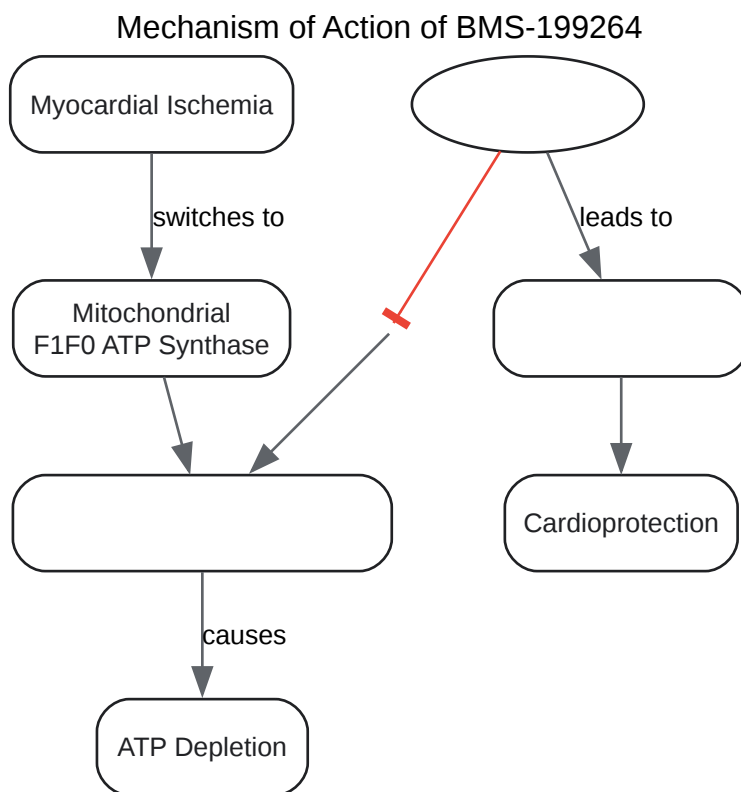 Mechanism of Action of BMS-199264
Myocardial Ischemia
switches to
leads to
Mitochondrial
F1F0 ATP Synthase
Cardioprotection
causes
ATP Depletion